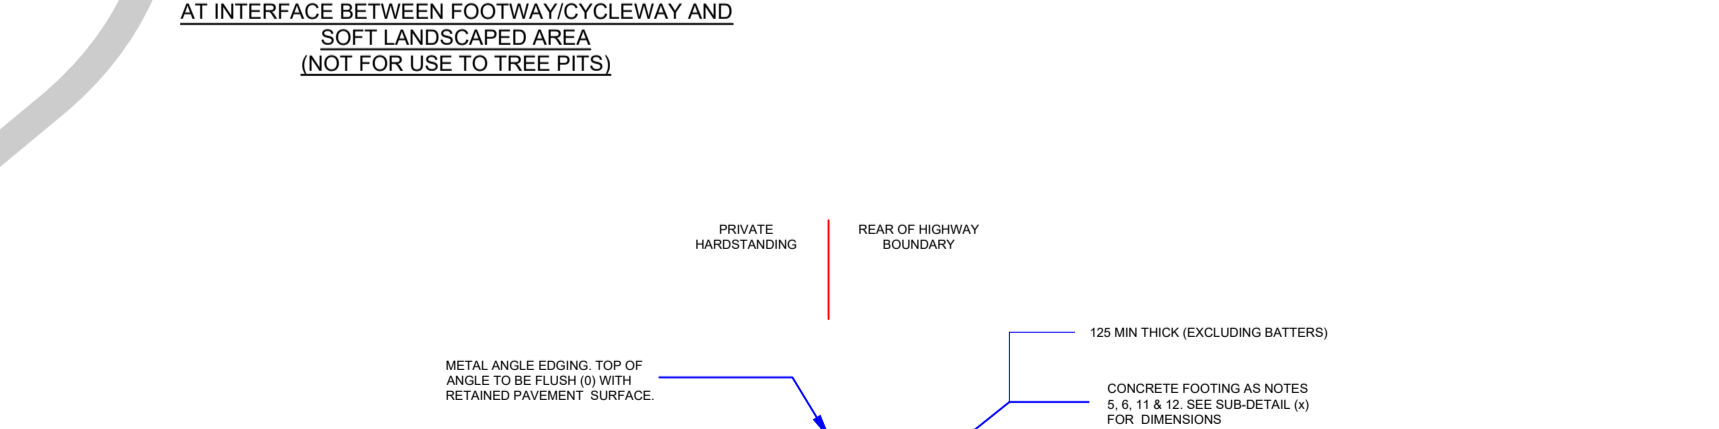 AT INTERFACE BETWEEN FOOTWAY/CYCLEWAY AND
SOFT LANDSCAPED AREA
(NOT FOR USE TO TREE PITS)
PRIVATE
HARDSTANDING
REAR OF HIGHWAY
BOUNDARY
125 MIN THICK (EXCLUDING BATTERS)
METAL ANGLE EDGING. TOP OF
ANGLE TO BE FLUSH (0) WITH
RETAINED PAVEMENT SURFACE.
CONCRETE FOOTING AS NOTES
5, 6, 11 & 12. SEE SUB-DETAIL (x)
FOR DIMENSIONS